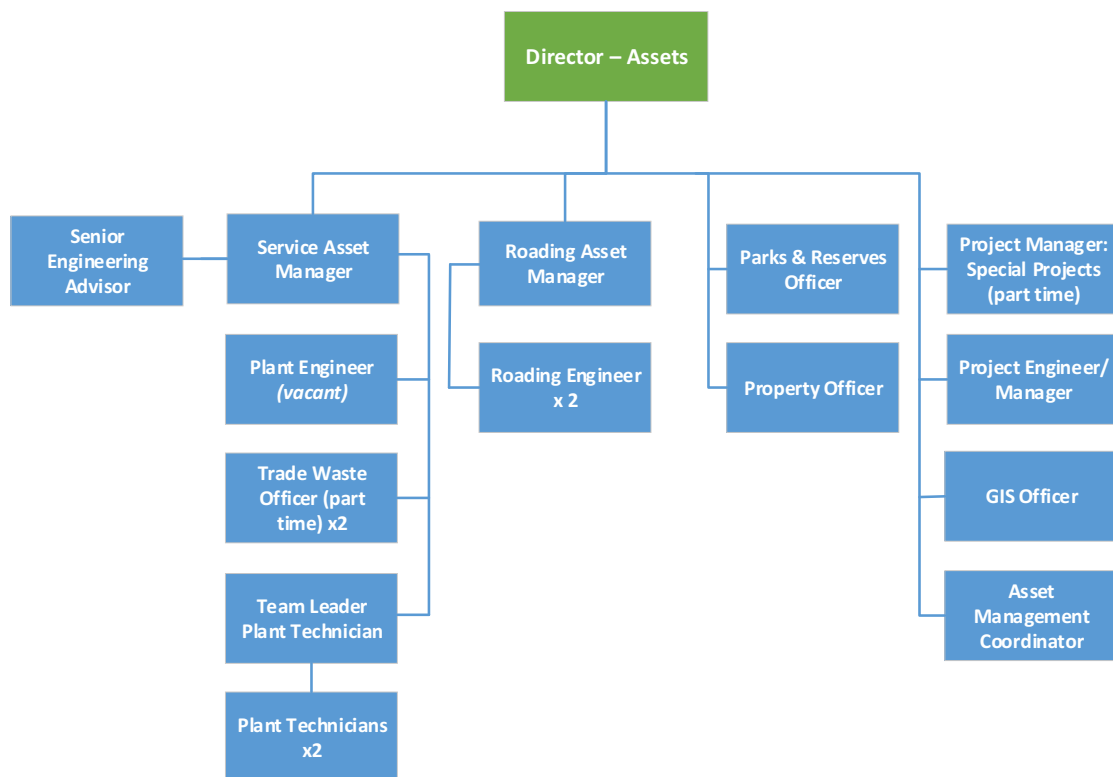 Director – Assets
Senior
Engineering
Advisor
Service Asset
Manager
Roading Asset
Manager
Parks & Reserves
Officer
Project Manager:
Special Projects
(part time)
Plant Engineer
(vacant)
Roading Engineer
x 2
Property Officer
Project Engineer/
Manager
Trade Waste
Officer (part
time) x2
GIS Officer
Team Leader
Plant Technician
Asset
Management
Coordinator
Plant Technicians
x2